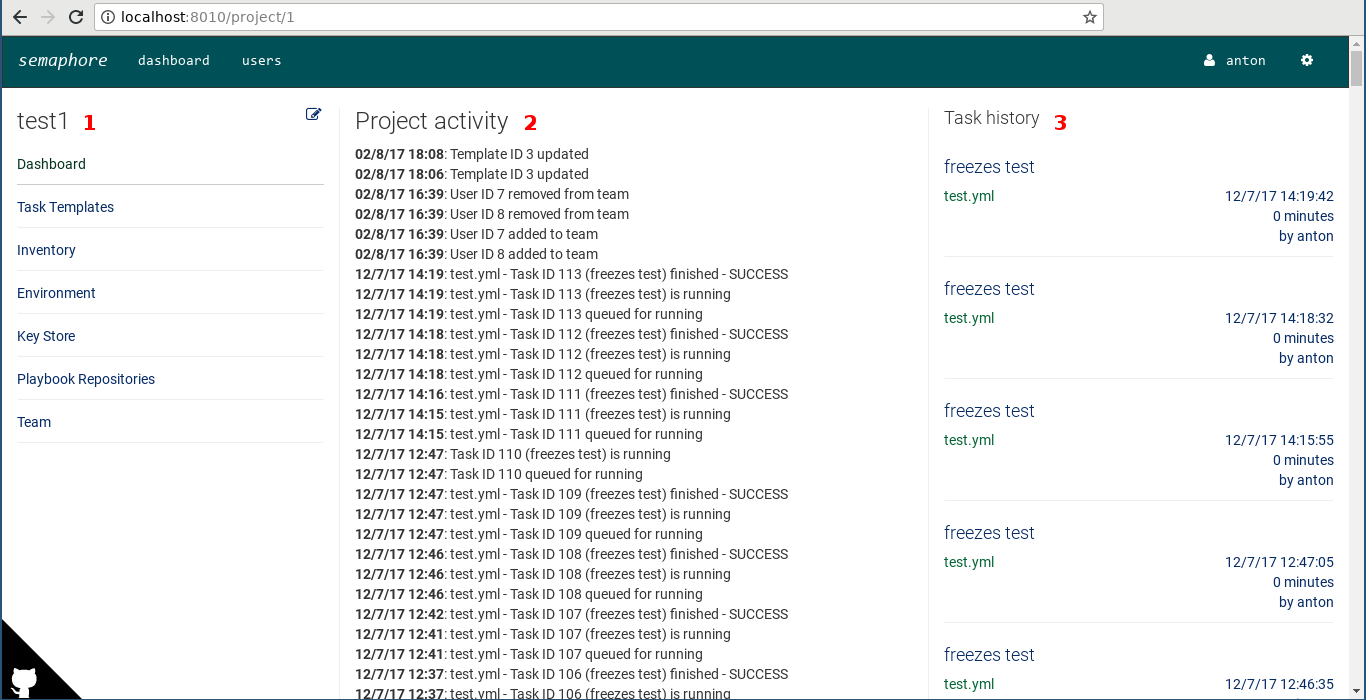 localhost:8010/project/1
semaphore dashboard users anton
test1 1
Dashboard
Task Templates
Inventory
Environment
Key Store
Playbook Repositories
Team
Project activity 2
02/8/17 18:08: Template ID 3 updated
02/8/17 18:06: Template ID 3 updated
02/8/17 16:39: User ID 7 removed from team
02/8/17 16:39: User ID 8 removed from team
02/8/17 16:39: User ID 7 added to team
02/8/17 16:39: User ID 8 added to team
12/7/17 14:19: test.yml - Task ID 113 (freezes test) finished - SUCCESS
12/7/17 14:19: test.yml - Task ID 113 (freezes test) is running
12/7/17 14:19: test.yml - Task ID 113 queued for running
12/7/17 14:18: test.yml - Task ID 112 (freezes test) finished - SUCCESS
12/7/17 14:18: test.yml - Task ID 112 (freezes test) is running
12/7/17 14:18: test.yml - Task ID 112 queued for running
12/7/17 14:16: test.yml - Task ID 111 (freezes test) finished - SUCCESS
12/7/17 14:15: test.yml - Task ID 111 (freezes test) is running
12/7/17 14:15: test.yml - Task ID 111 queued for running
12/7/17 12:47: Task ID 110 (freezes test) is running
12/7/17 12:47: Task ID 110 queued for running
12/7/17 12:47: test.yml - Task ID 109 (freezes test) finished - SUCCESS
12/7/17 12:47: test.yml - Task ID 109 (freezes test) is running
12/7/17 12:47: test.yml - Task ID 109 queued for running
12/7/17 12:46: test.yml - Task ID 108 (freezes test) finished - SUCCESS
12/7/17 12:46: test.yml - Task ID 108 (freezes test) is running
12/7/17 12:46: test.yml - Task ID 108 queued for running
12/7/17 12:42: test.yml - Task ID 107 (freezes test) finished - SUCCESS
12/7/17 12:41: test.yml - Task ID 107 (freezes test) is running
12/7/17 12:41: test.yml - Task ID 107 queued for running
12/7/17 12:37: test.yml - Task ID 106 (freezes test) finished - SUCCESS
12/7/17 12:37: test.yml - Task ID 106 (freezes test) is running
Task history 3
freezes test
test.yml 12/7/17 14:19:42
0 minutes
by anton
freezes test
test.yml 12/7/17 14:18:32
0 minutes
by anton
freezes test
test.yml 12/7/17 14:15:55
0 minutes
by anton
freezes test
test.yml 12/7/17 12:47:05
0 minutes
by anton
freezes test
test.yml 12/7/17 12:46:35